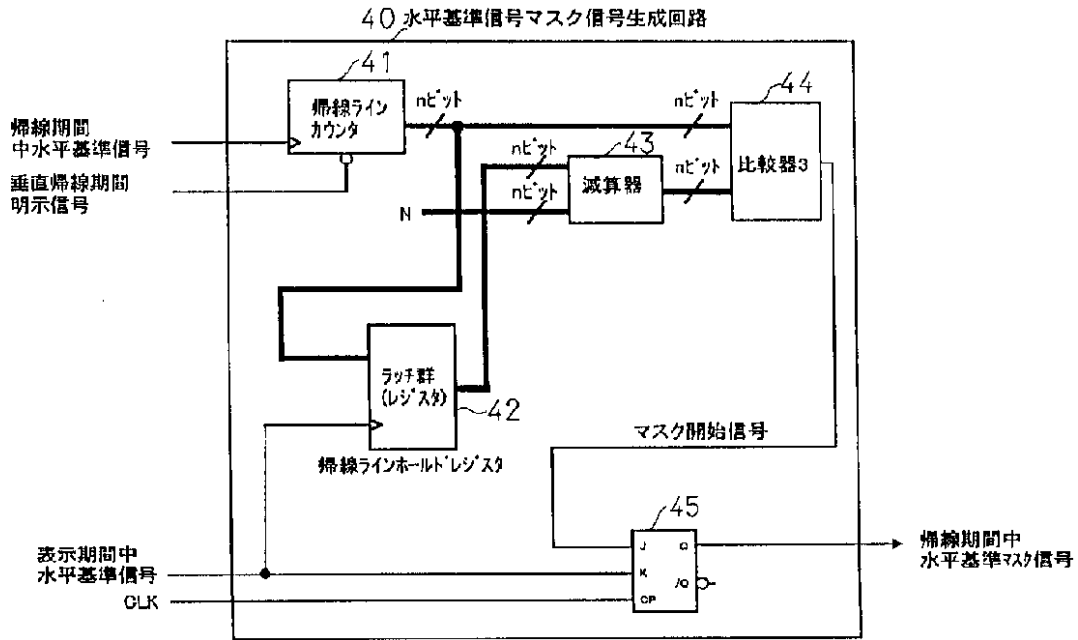 40 水平基準信号マスク信号生成回路
41
帰線ライン
カウンタ
nビット
nビット
44
比較器3
帰線期間
中水平基準信号
垂直帰線期間
明示信号
nビット
nビット
43
減算器
nビット
N
ラッチ群
(レジスタ)
42
帰線ラインホールドレジスタ
マスク開始信号
45
J
Q
K
/Q
CP
表示期間中
水平基準信号
CLK
帰線期間中
水平基準マスク信号